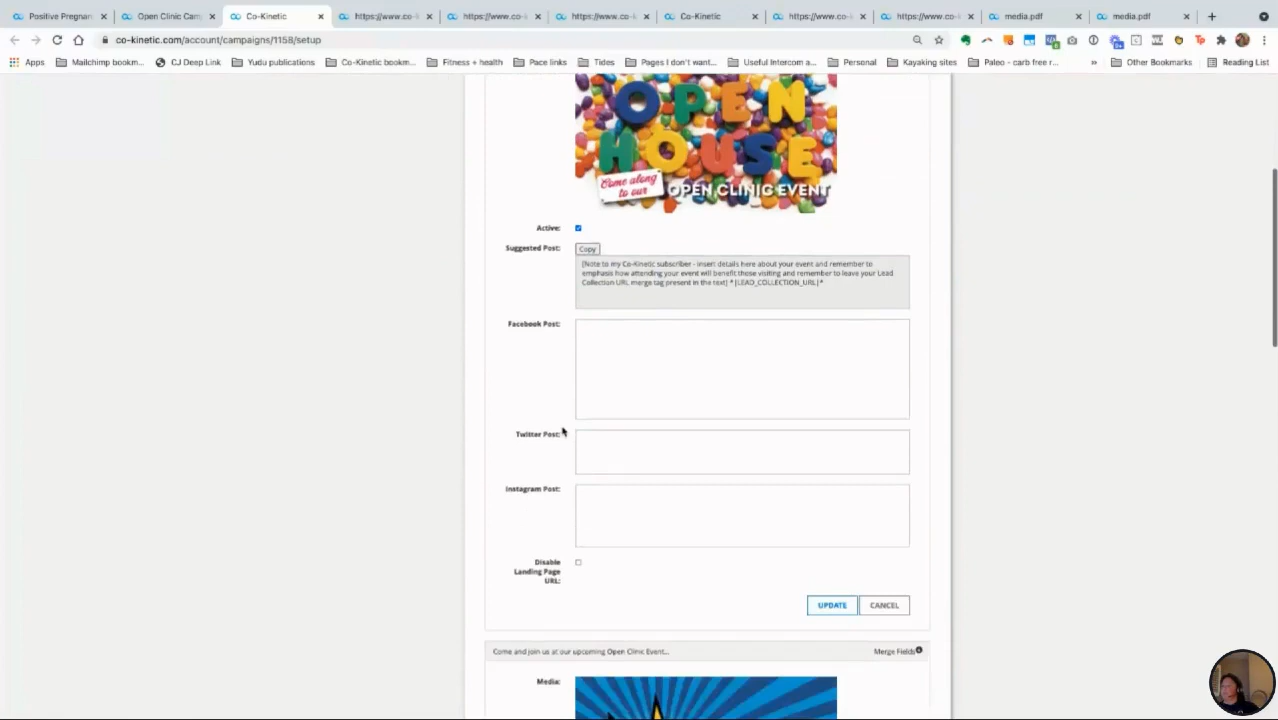 Positive Pregnanc
Open Clinic Cam
Co-Kinetic
https://www.co-k
https://www.co-k
https://www.co-k
Co-Kinetic
https://www.co-k
https://www.co-k
media.pdf
media.pdf
co-kinetic.com/account/campaigns/1158/setup
Apps
Mailchimp bookm...
CJ Deep Link
Yudu publications
Co-Kinetic bookm...
Fitness + health
Pace links
Tides
Pages I don't want...
Useful Intercom a...
Personal
Kayaking sites
Paleo - carb free r...
»
Other Bookmarks
Reading List
OPEN
HOUSE
Come along
to our
OPEN CLINIC EVENT
Active:
Suggested Post:
Copy
[Note to my Co-Kinetic subscriber - insert details here about your event and remember to
emphasis how attending your event will benefit those visiting and remember to leave your Lead
Collection URL merge tag present in the text] *|LEAD_COLLECTION_URL|*
Facebook Post:
Twitter Post:
Instagram Post:
Disable
Landing Page
URL:
UPDATE
CANCEL
Come and join us at our upcoming Open Clinic Event...
Merge Fields
Media: